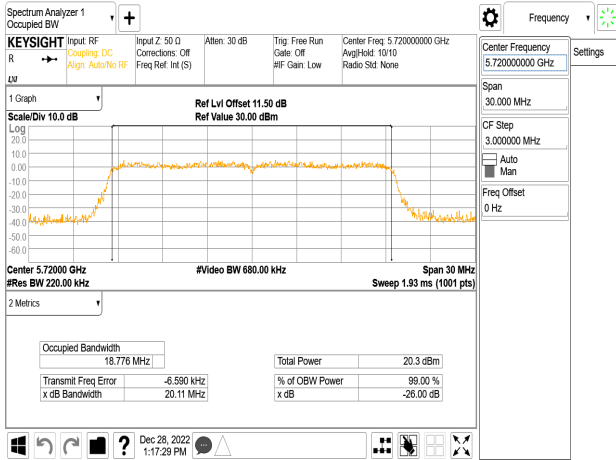 Spectrum Analyzer 1
Occupied BW
Frequency
Settings
KEYSIGHT
R
Input: RF
Coupling: DC
Align: Auto/No RF
Input Z: 50 Ω
Corrections: Off
Freq Ref: Int (S)
Atten: 30 dB
Trig: Free Run
Gate: Off
#IF Gain: Low
Center Freq: 5.720000000 GHz
Avg|Hold: 10/10
Radio Std: None
LXI
1 Graph
Scale/Div 10.0 dB
Ref Lvl Offset 11.50 dB
Ref Value 30.00 dBm
Log
20.0
10.0
0.00
-10.0
-20.0
-30.0
-40.0
-50.0
-60.0
Center 5.72000 GHz
#Res BW 220.00 kHz
#Video BW 680.00 kHz
Span 30 MHz
Sweep 1.93 ms (1001 pts)
2 Metrics
Occupied Bandwidth
18.776 MHz
Transmit Freq Error -6.590 kHz
x dB Bandwidth 20.11 MHz
Total Power 20.3 dBm
% of OBW Power 99.00 %
x dB -26.00 dB
Center Frequency
5.720000000 GHz
Span
30.000 MHz
CF Step
3.000000 MHz
Auto
Man
Freq Offset
0 Hz
?
Dec 28, 2022
1:17:29 PM